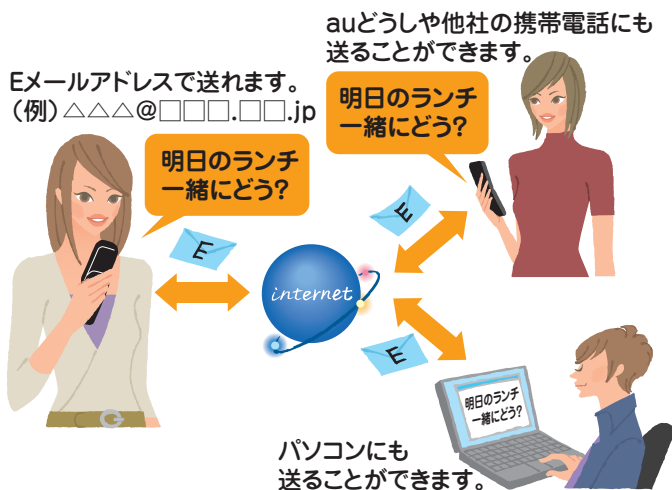 auどうしや他社の携帯電話にも
送ることができます。
Eメールアドレスで送れます。
（例）△△△@□□□.□□.jp
明日のランチ
一緒にどう?
明日のランチ
一緒にどう?
E
E
internet
E
明日のランチ
一緒にどう?
パソコンにも
送ることができます。